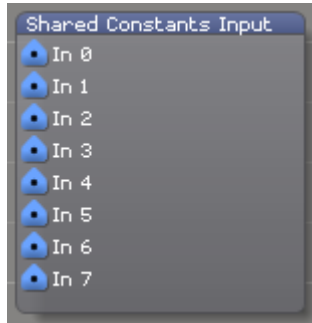 Shared Constants Input
In 0
In 1
In 2
In 3
In 4
In 5
In 6
In 7